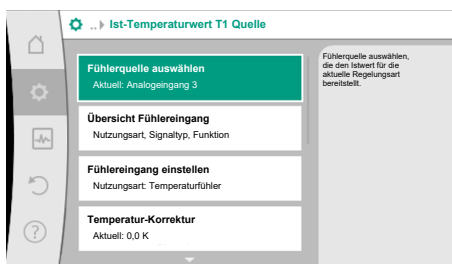 ..▸ Ist-Temperaturwert T1 Quelle
Fühlerquelle auswählen
Aktuell: Analogeingang 3
Übersicht Fühlereingang
Nutzungsart, Signaltyp, Funktion
Fühlereingang einstellen
Nutzungsart: Temperaturfühler
Temperatur-Korrektur
Aktuell: 0,0 K
Fühlerquelle auswählen,
die den Istwert für die
aktuelle Regelungsart
bereitstellt.
?